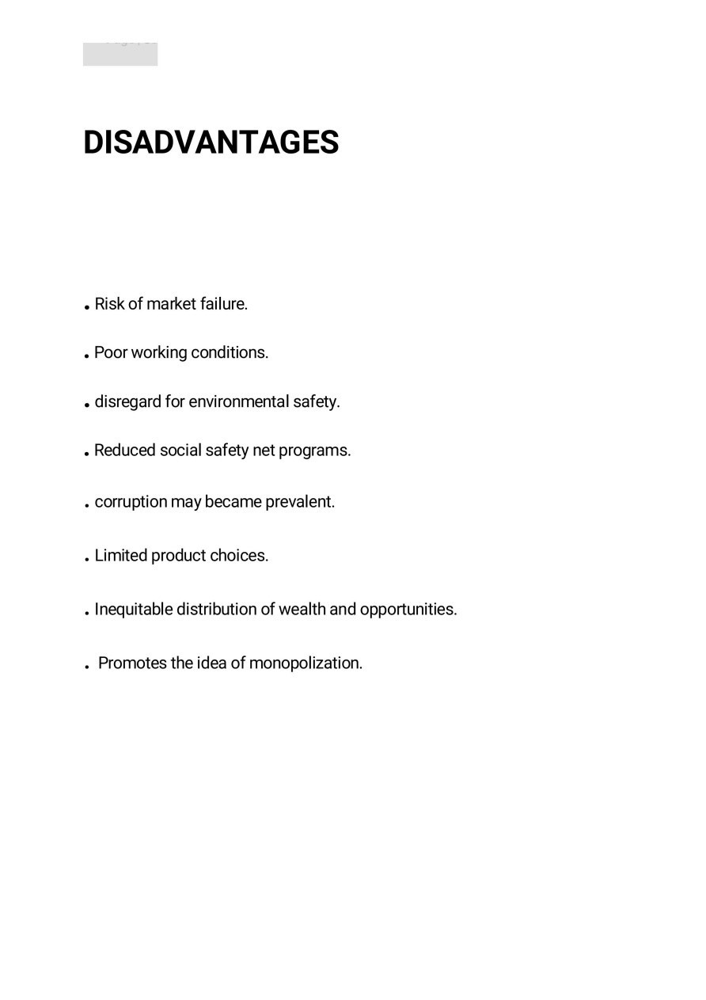 DISADVANTAGES
. Risk of market failure.
. Poor working conditions.
. disregard for environmental safety.
. Reduced social safety net programs.
. corruption may became prevalent.
. Limited product choices.
. Inequitable distribution of wealth and opportunities.
. Promotes the idea of monopolization.